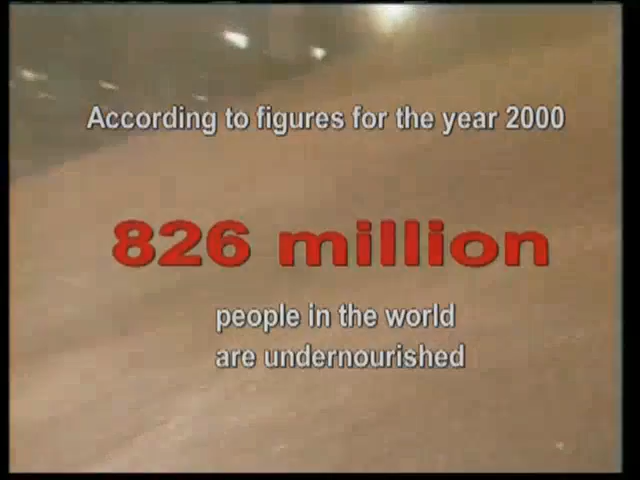 According to figures for the year 2000
826 million
people in the world
are undernourished